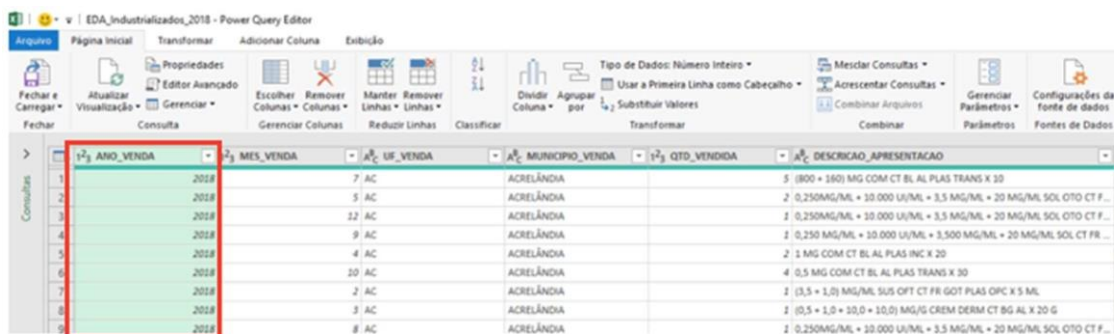 EDA_Industrializados_2018 - Power Query Editor
Arquivo Página Inicial Transformar Adicionar Coluna Exibição
Fechar e Carregar
Atualizar Visualização
Propriedades
Editor Avançado
Gerenciar
Escolher Colunas
Remover Colunas
Manter Linhas
Remover Linhas
Dividir Coluna
Agrupar por
Tipo de Dados: Número Inteiro
Usar a Primeira Linha como Cabeçalho
Substituir Valores
Mesclar Consultas
Acrescentar Consultas
Combinar Arquivos
Gerenciar Parâmetros
Configurações da fonte de dados
Fechar Consulta Gerenciar Colunas Reduzir Linhas Classificar Transformar Combinar Parâmetros Fontes de Dados
Consultas
ANO_VENDA MES_VENDA UF_VENDA MUNICIPIO_VENDA QTD_VENDIDA DESCRICAO_APRESENTACAO
1 2018 7 AC ACRELÂNDIA 5 (800 + 160) MG COM CT BL AL PLAS TRANS X 10
2 2018 5 AC ACRELÂNDIA 2 0,250MG/ML + 10.000 UI/ML + 3,5 MG/ML + 20 MG/ML SOL OTO CT F...
3 2018 12 AC ACRELÂNDIA 1 0,250MG/ML + 10.000 UI/ML + 3,5 MG/ML + 20 MG/ML SOL OTO CT F...
4 2018 9 AC ACRELÂNDIA 1 0,250 MG/ML + 10.000 UI/ML + 3,500 MG/ML + 20 MG/ML SOL CT FR ...
5 2018 4 AC ACRELÂNDIA 2 1 MG COM CT BL AL PLAS INC X 20
6 2018 10 AC ACRELÂNDIA 4 0,5 MG COM CT BL AL PLAS TRANS X 30
7 2018 2 AC ACRELÂNDIA 1 (3,5 + 1,0) MG/ML SUS OFT CT FR GOT PLAS OPC X 5 ML
8 2018 3 AC ACRELÂNDIA 1 (0,5 + 1,0 + 10,0 + 10,0) MG/G CREM DERM CT BG AL X 20 G
9 2018 8 AC ACRELÂNDIA 1 0,250MG/ML + 10.000 UI/ML + 3,5 MG/ML + 20 MG/ML SOL OTO CT F...